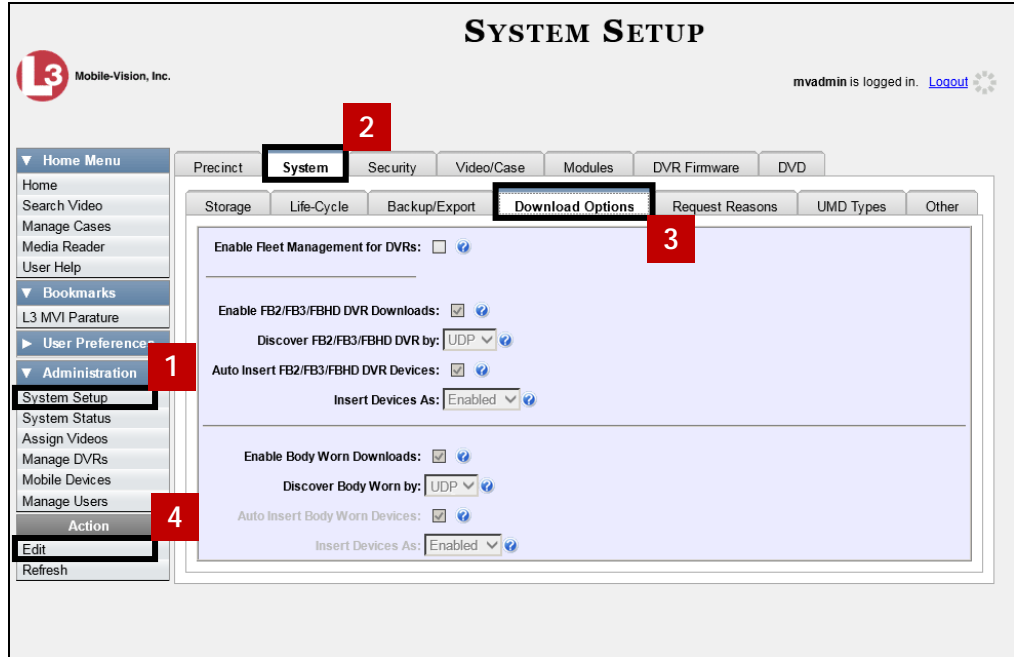 SYSTEM SETUP
L3 Mobile-Vision, Inc.
mvadmin is logged in. Logout
2
▼ Home Menu
Home
Search Video
Manage Cases
Media Reader
User Help
▼ Bookmarks
L3 MVI Parature
► User Preferences
1
▼ Administration
System Setup
System Status
Assign Videos
Manage DVRs
Mobile Devices
Manage Users
4
Action
Edit
Refresh
Precinct System Security Video/Case Modules DVR Firmware DVD
Storage Life-Cycle Backup/Export Download Options Request Reasons UMD Types Other
3
Enable Fleet Management for DVRs: ?
Enable FB2/FB3/FBHD DVR Downloads: ?
Discover FB2/FB3/FBHD DVR by: UDP ?
Auto Insert FB2/FB3/FBHD DVR Devices: ?
Insert Devices As: Enabled ?
Enable Body Worn Downloads: ?
Discover Body Worn by: UDP ?
Auto Insert Body Worn Devices: ?
Insert Devices As: Enabled ?